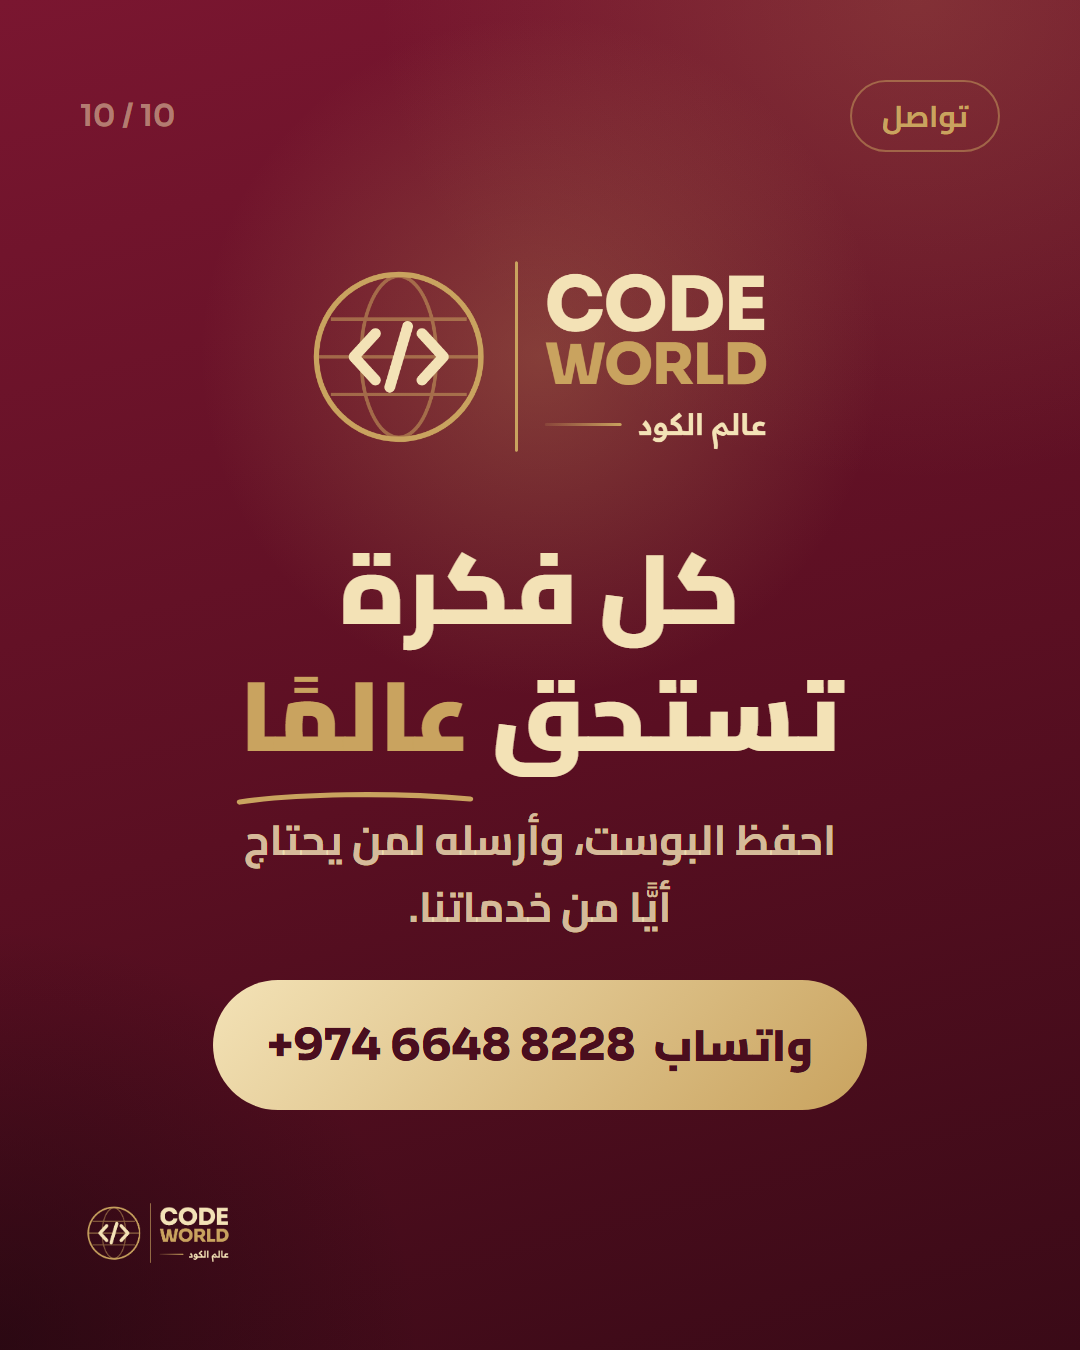 تواصل
10 / 10
</>
CODE
WORLD
عالم الكود
كل فكرة
تستحق عالمًا
احفظ البوست، وأرسله لمن يحتاج
أيًّا من خدماتنا.
واتساب +974 6648 8228
</>
CODE
WORLD
عالم الكود